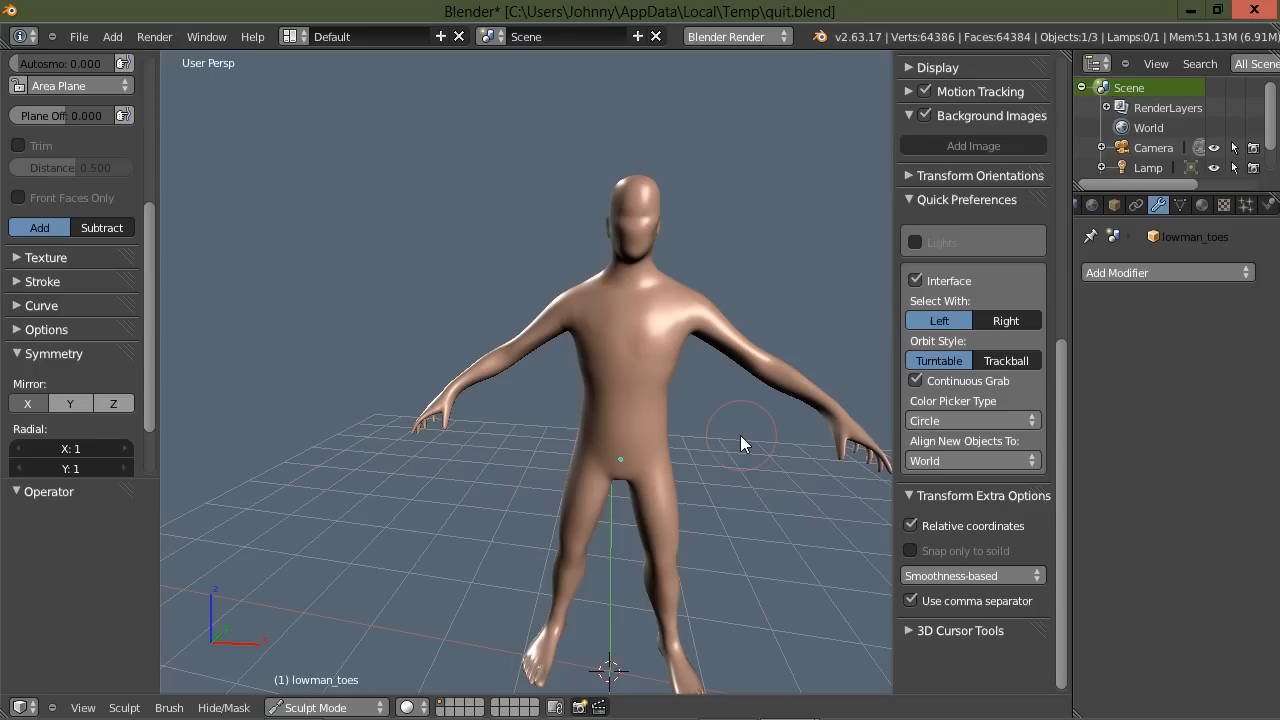 Blender* [C:\Users\Johnny\AppData\Local\Temp\quit.blend]
File Add Render Window Help Default Scene Blender Render v2.63.17 | Verts:64386 | Faces:64384 | Objects:1/3 | Lamps:0/1 | Mem:51.13M (6.91M)
Autosmo: 0.000
Area Plane
Plane Off: 0.000
Trim
Distance: 0.500
Front Faces Only
Add Subtract
Texture
Stroke
Curve
Options
Symmetry
Mirror:
X Y Z
Radial:
X: 1
Y: 1
Operator
User Persp
z
y
x
(1) lowman_toes
View Sculpt Brush Hide/Mask Sculpt Mode
Display
Motion Tracking
Background Images
Add Image
Transform Orientations
Quick Preferences
Lights
Interface
Select With:
Left Right
Orbit Style:
Turntable Trackball
Continuous Grab
Color Picker Type
Circle
Align New Objects To:
World
Transform Extra Options
Relative coordinates
Snap only to soild
Smoothness-based
Use comma separator
3D Cursor Tools
View Search All Scene
Scene
RenderLayers
World
Camera
Lamp
lowman_toes
Add Modifier